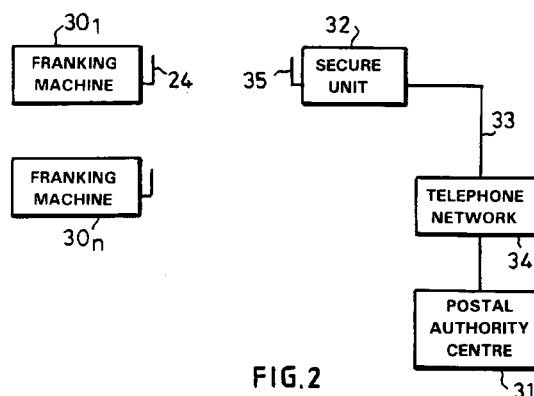 30₁
FRANKING
MACHINE
24
32
35
SECURE
UNIT
33
FRANKING
MACHINE
30ₙ
TELEPHONE
NETWORK
34
POSTAL
AUTHORITY
CENTRE
31
FIG.2